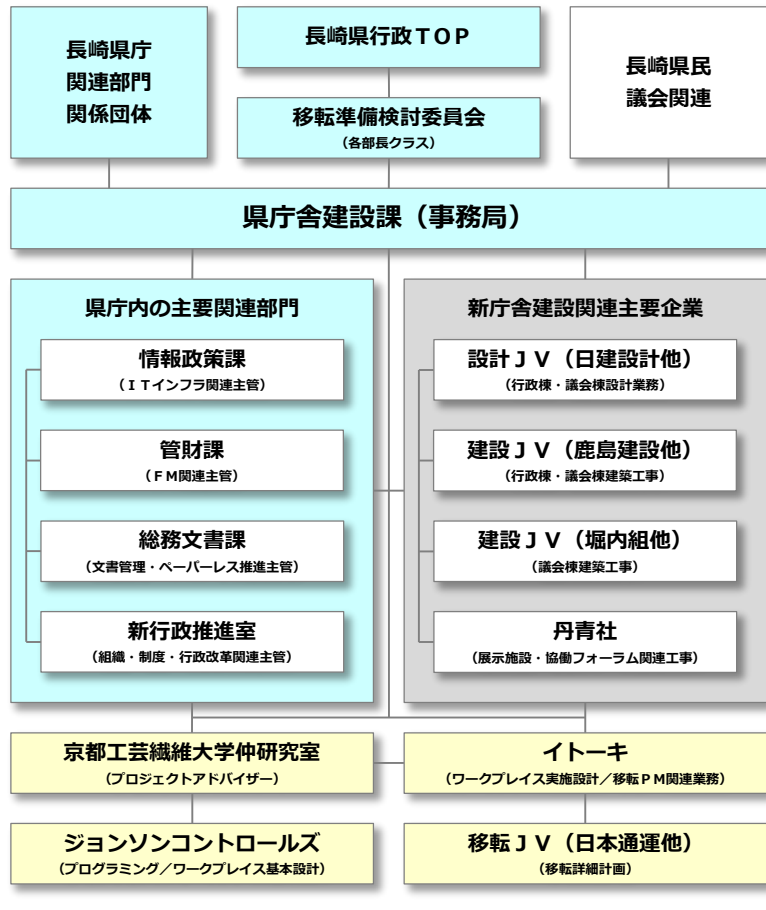 長崎県庁
関連部門
関係団体
長崎県行政ＴＯＰ
移転準備検討委員会
（各部長クラス）
長崎県民
議会関連
県庁舎建設課（事務局）
県庁内の主要関連部門
情報政策課
（ＩＴインフラ関連主管）
管財課
（ＦＭ関連主管）
総務文書課
（文書管理・ペーパーレス推進主管）
新行政推進室
（組織・制度・行政改革関連主管）
新庁舎建設関連主要企業
設計ＪＶ（日建設計他）
（行政棟・議会棟設計業務）
建設ＪＶ（鹿島建設他）
（行政棟・議会棟建築工事）
建設ＪＶ（堀内組他）
（議会棟建築工事）
丹青社
（展示施設・協働フォーラム関連工事）
京都工芸繊維大学仲研究室
（プロジェクトアドバイザー）
イトーキ
（ワークプレイス実施設計／移転ＰＭ関連業務）
ジョンソンコントロールズ
（プログラミング／ワークプレイス基本設計）
移転ＪＶ（日本通運他）
（移転詳細計画）